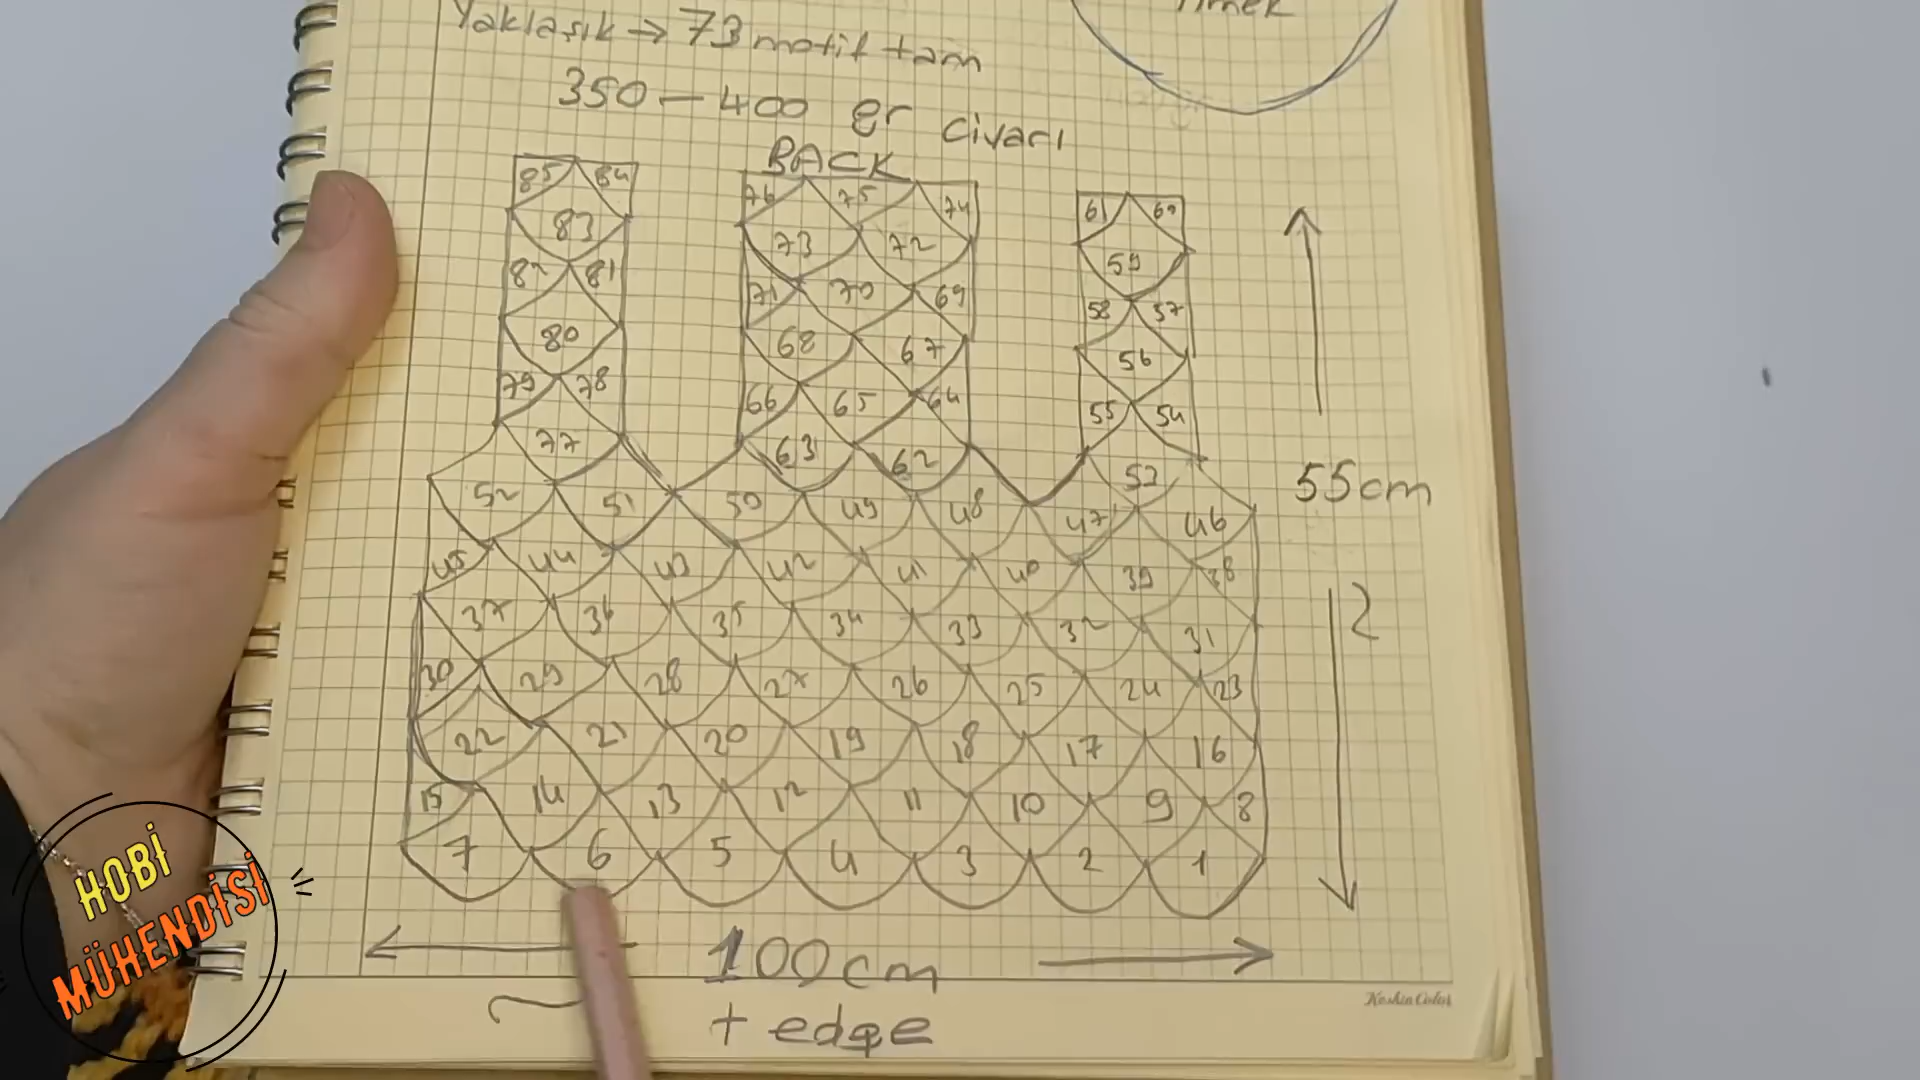 Yaklaşık → 73 motif tam
350 — 400 gr civarı
BACK
85 84
76 75 74
61 60
83
73 72
59
82 81
71 70 69
58 57
80
68 67
56
79 78
66 65 64
55 54
77
63 62
53
52 51 50 49 48 47 46
55cm
45 44 43 42 41 40 39 38
37 36 35 34 33 32 31
30 29 28 27 26 25 24 23
22 21 20 19 18 17 16
15 14 13 12 11 10 9 8
7 6 5 4 3 2 1
100cm
+ edge
Keskin Color
HOBİ
MÜHENDİSİ